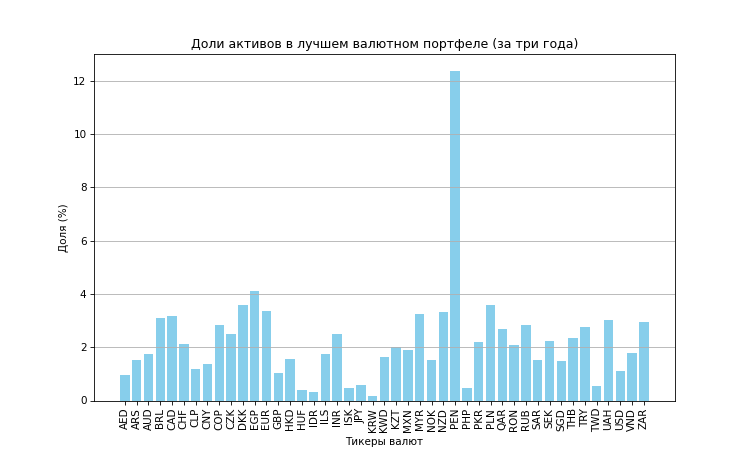 Доли активов в лучшем валютном портфеле (за три года)
Доля (%)
12
10
8
6
4
2
0
AED ARS AUD BRL CAD CHF CLP CNY COP CZK DKK EGP EUR GBP HKD HUF IDR ILS INR ISK JPY KRW KWD KZT MXN MYR NOK NZD PEN PHP PKR PLN QAR RON RUB SAR SEK SGD THB TRY TWD UAH USD VND ZAR
Тикеры валют